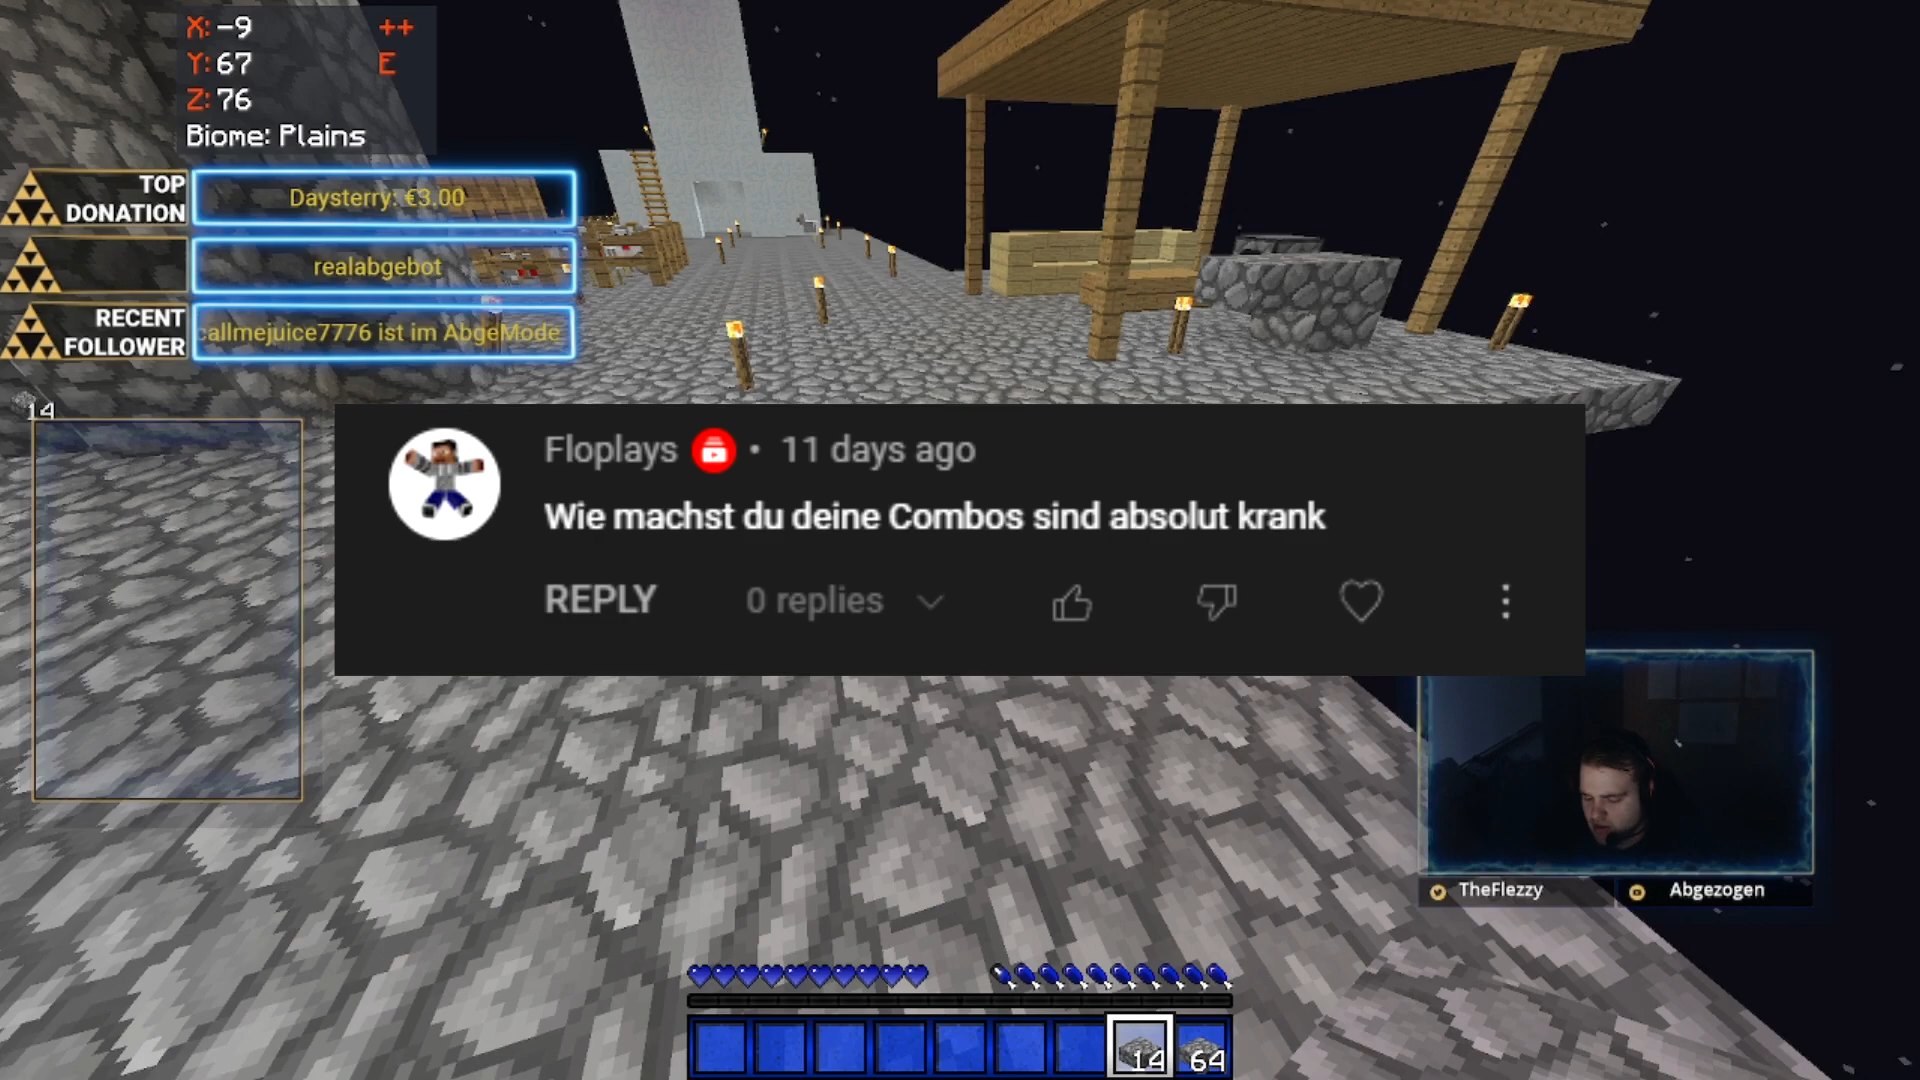 X: -9 ++
Y: 67 E
Z: 76
Biome: Plains
TOP
DONATION
Daysterry: €3.00
realabgebot
RECENT
FOLLOWER
callmejuice7776 ist im AbgeMode
14
Floplays • 11 days ago
Wie machst du deine Combos sind absolut krank
REPLY 0 replies
TheFlezzy Abgezogen
14 64